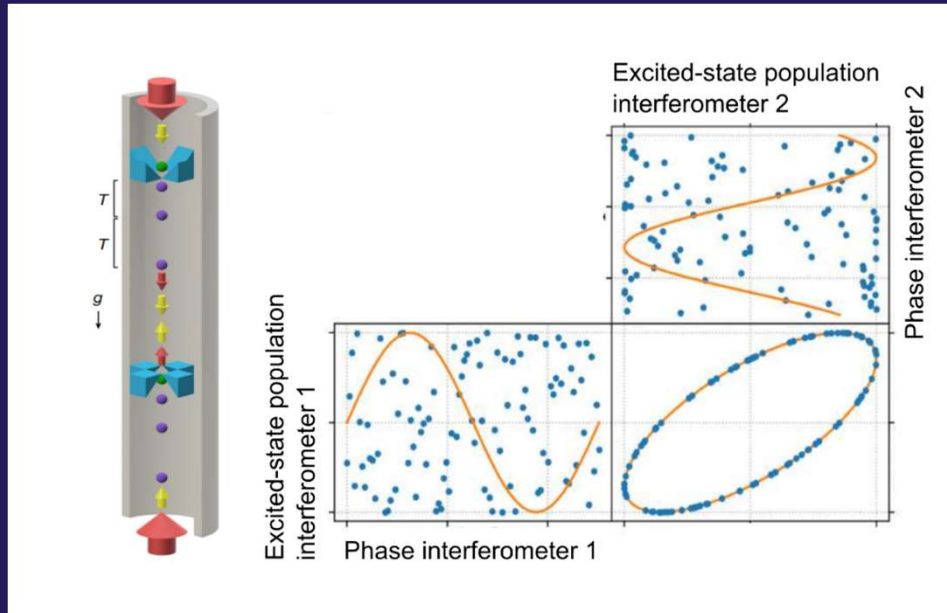 T
T
g
Excited-state population
interferometer 1
Phase interferometer 1
Excited-state population
interferometer 2
Phase interferometer 2